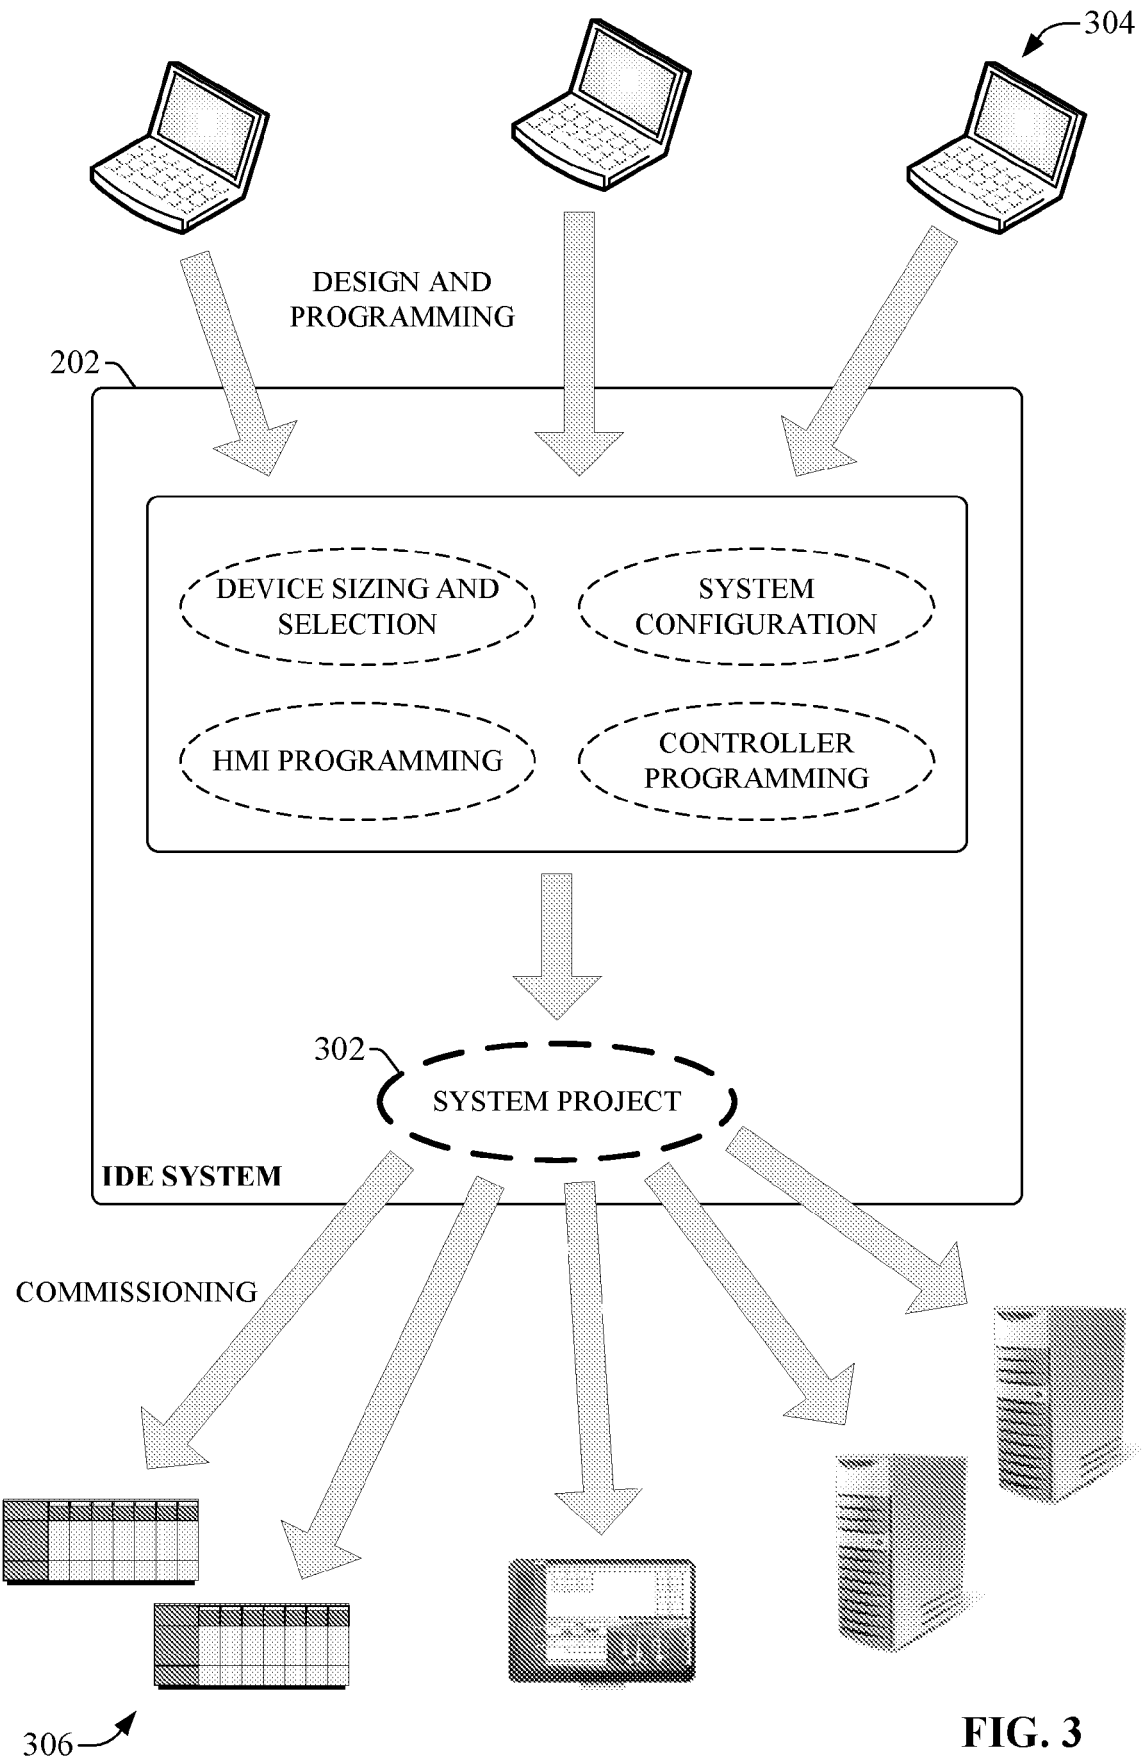 304
DESIGN AND
PROGRAMMING
202
DEVICE SIZING AND
SELECTION
SYSTEM
CONFIGURATION
HMI PROGRAMMING
CONTROLLER
PROGRAMMING
302
SYSTEM PROJECT
IDE SYSTEM
COMMISSIONING
306
FIG. 3